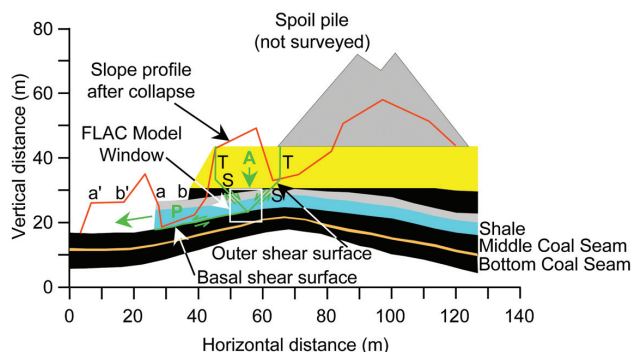 Spoil pile
(not surveyed)
Slope profile
after collapse
FLAC Model
Window
Vertical distance (m)
80
60
40
20
0
T
A
T
a'
b'
a
b
S
S
P
Outer shear surface
Basal shear surface
Shale
Middle Coal Seam
Bottom Coal Seam
0
20
40
60
80
100
120
140
Horizontal distance (m)